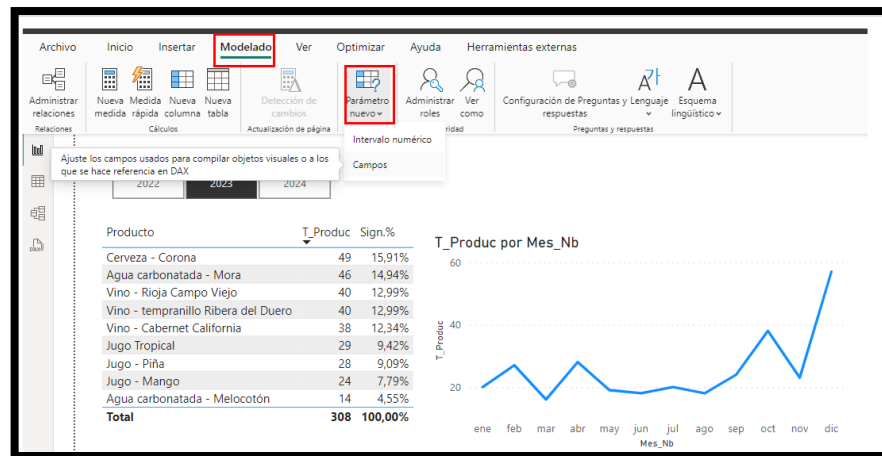 Archivo Inicio Insertar Modelado Ver Optimizar Ayuda Herramientas externas
Administrar relaciones
Nueva medida
Medida rápida
Nueva columna
Nueva tabla
Detección de cambios
Parámetro nuevo
Administrar roles
Ver como
Configuración de Preguntas y respuestas
Lenguaje
Esquema lingüístico
Relaciones Cálculos Actualización de página ridad Preguntas y respuestas
Intervalo numérico
Campos
Ajuste los campos usados para compilar objetos visuales o a los
que se hace referencia en DAX
2022 2023 2024
Producto T_Produc Sign.%
Cerveza - Corona 49 15,91%
Agua carbonatada - Mora 46 14,94%
Vino - Rioja Campo Viejo 40 12,99%
Vino - tempranillo Ribera del Duero 40 12,99%
Vino - Cabernet California 38 12,34%
Jugo Tropical 29 9,42%
Jugo - Piña 28 9,09%
Jugo - Mango 24 7,79%
Agua carbonatada - Melocotón 14 4,55%
Total 308 100,00%
T_Produc por Mes_Nb
60
40
20
T_Produc
ene feb mar abr may jun jul ago sep oct nov dic
Mes_Nb